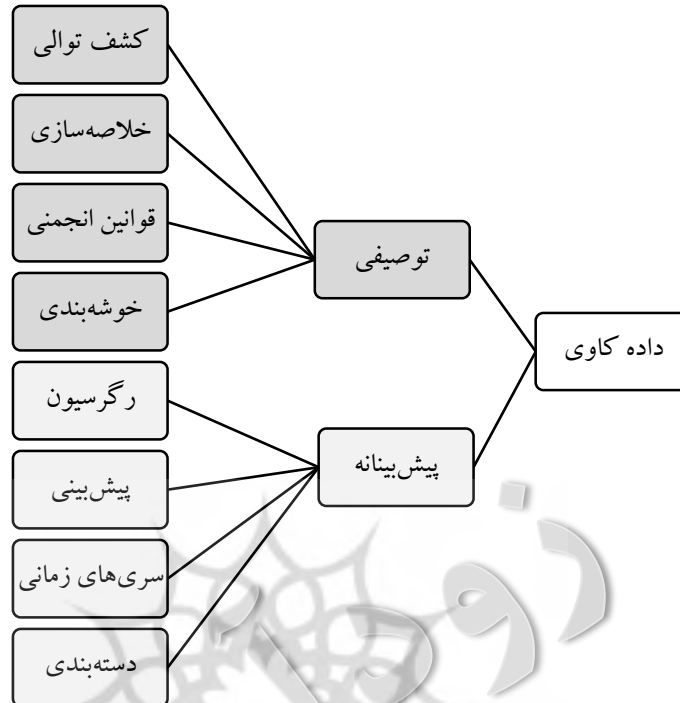 داده کاوی
توصیفی
کشف توالی
خلاصه‌سازی
قوانین انجمنی
خوشه‌بندی
پیش‌بینانه
رگرسیون
پیش‌بینی
سری‌های زمانی
دسته‌بندی